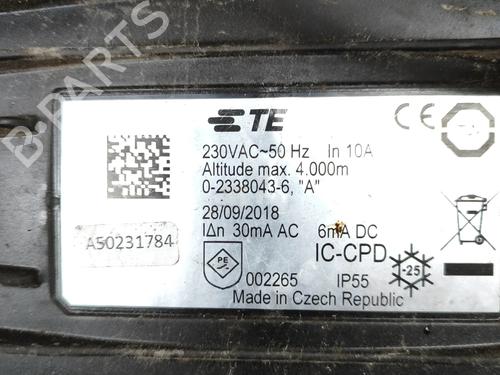 B-PARTS
TE
230VAC~50 Hz In 10A
Altitude max. 4.000m
0-2338043-6, "A"
28/09/2018
A50231784
IΔn 30mA AC 6mA DC
PE
IC-CPD
-25
002265
IP55
Made in Czech Republic
CE